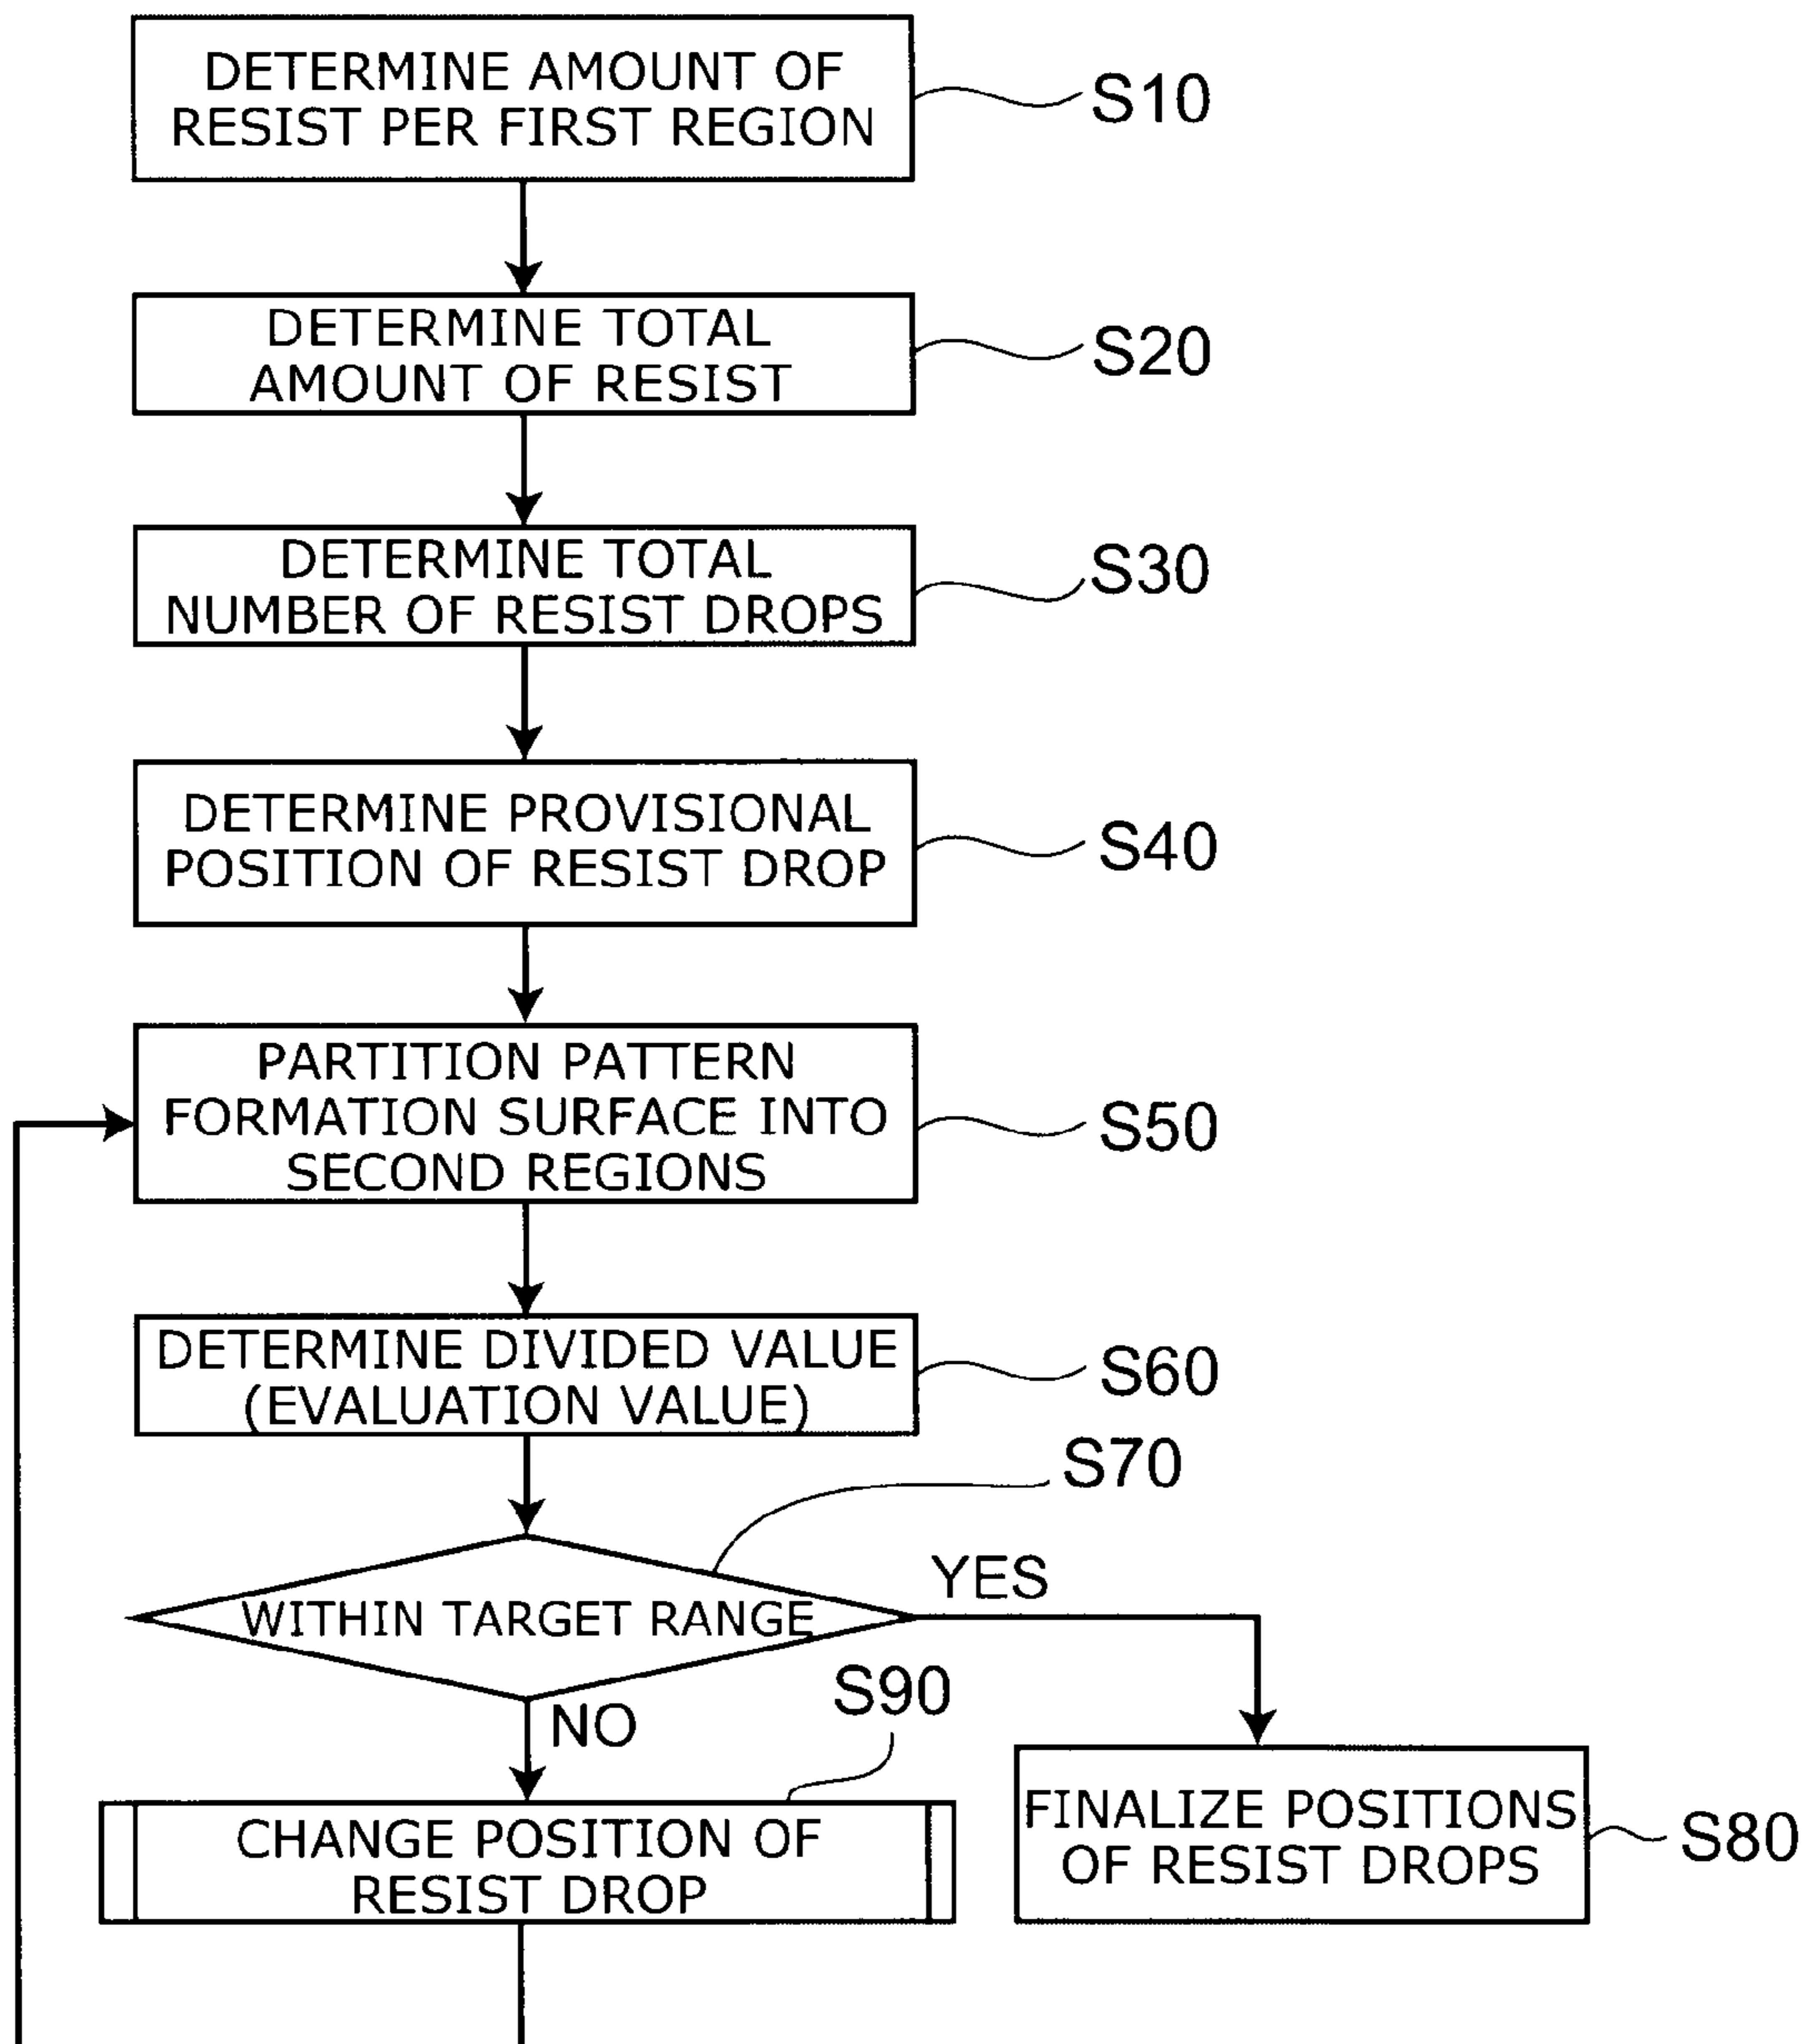 DETERMINE AMOUNT OF
RESIST PER FIRST REGION
S10
DETERMINE TOTAL
AMOUNT OF RESIST
S20
DETERMINE TOTAL
NUMBER OF RESIST DROPS
S30
DETERMINE PROVISIONAL
POSITION OF RESIST DROP
S40
PARTITION PATTERN
FORMATION SURFACE INTO
SECOND REGIONS
S50
DETERMINE DIVIDED VALUE
(EVALUATION VALUE)
S60
S70
WITHIN TARGET RANGE
YES
NO
S90
CHANGE POSITION OF
RESIST DROP
FINALIZE POSITIONS
OF RESIST DROPS
S80